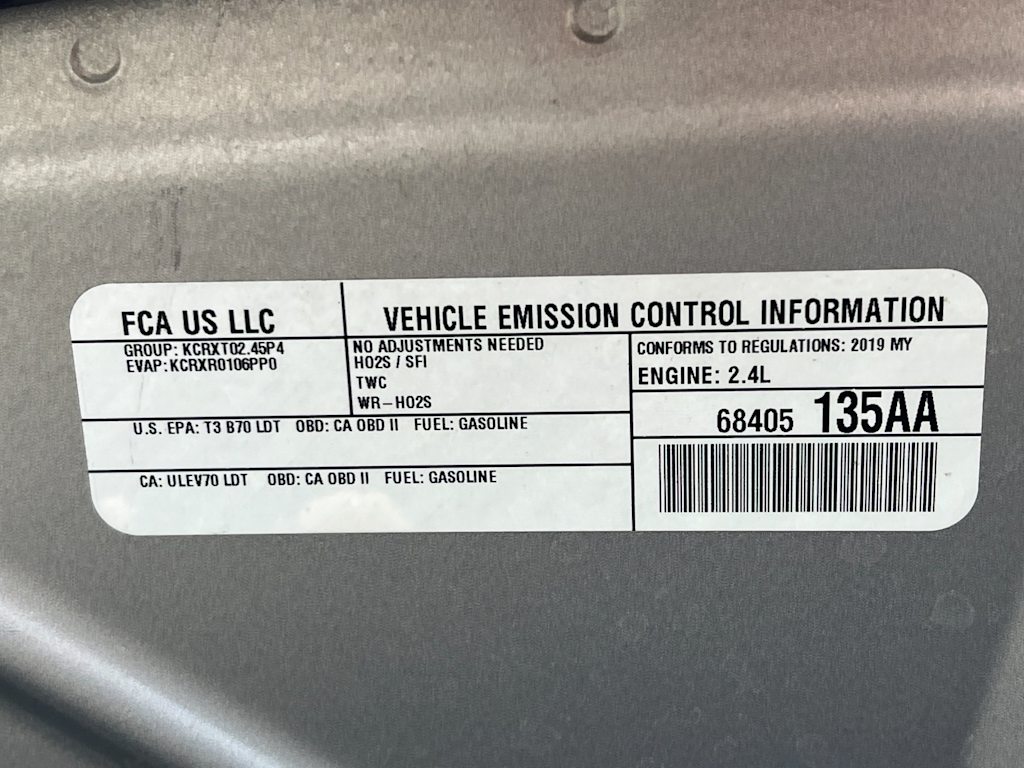 FCA US LLC
VEHICLE EMISSION CONTROL INFORMATION
GROUP: KCRXT02.45P4
EVAP: KCRXR0106PP0
NO ADJUSTMENTS NEEDED
HO2S / SFI
TWC
WR-HO2S
CONFORMS TO REGULATIONS: 2019 MY
ENGINE: 2.4L
68405 135AA
U.S. EPA: T3 B70 LDT OBD: CA OBD II FUEL: GASOLINE
CA: ULEV70 LDT OBD: CA OBD II FUEL: GASOLINE